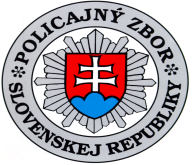 POLICAJNÝ ZBOR
SLOVENSKEJ REPUBLIKY